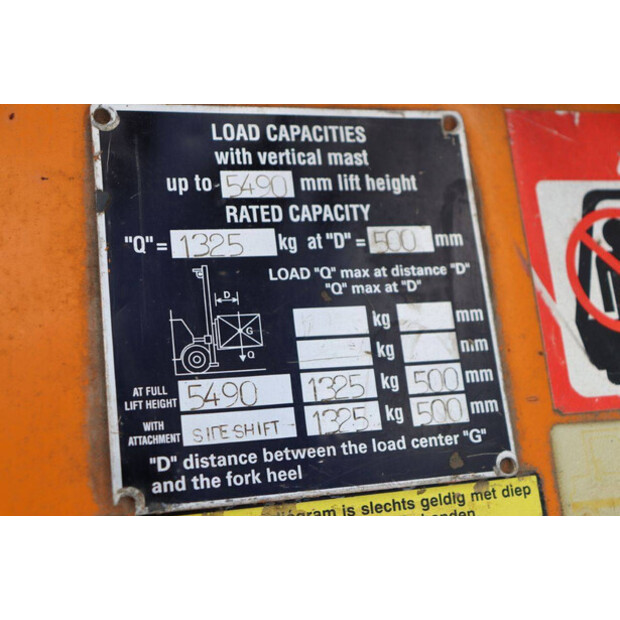 LOAD CAPACITIES
with vertical mast
up to 5490 mm lift height
RATED CAPACITY
"Q" = 1325 kg at "D" = 500 mm
LOAD "Q" max at distance "D"
"Q" max at "D"
kg mm
kg mm
D
G
Q
AT FULL LIFT HEIGHT 5490 1325 kg 500 mm
WITH ATTACHMENT SIDE SHIFT 1325 kg 500 mm
"D" distance between the load center "G"
and the fork heel
is slechts geldig met diep